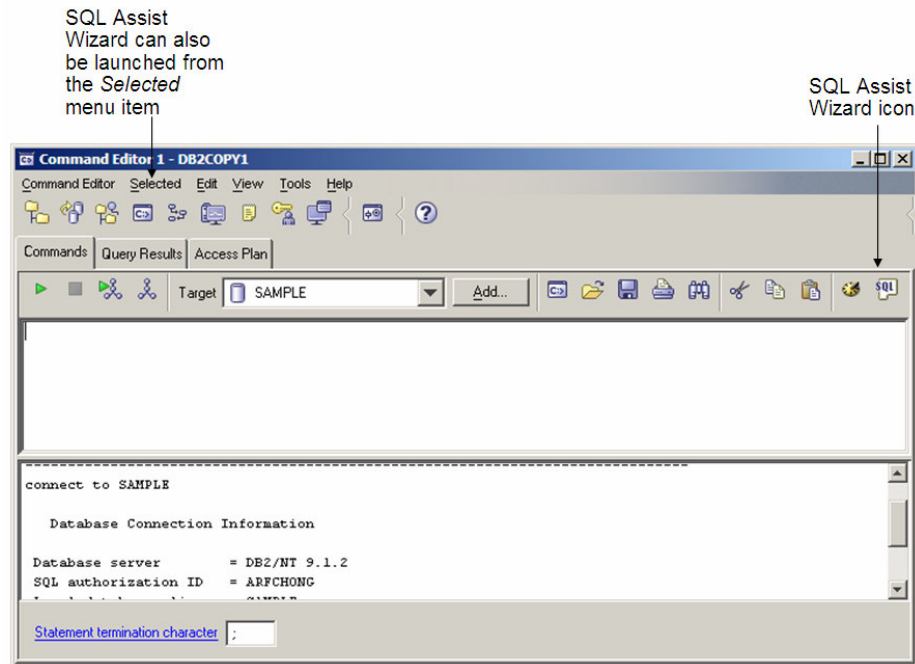 SQL Assist
Wizard can also
be launched from
the Selected
menu item
SQL Assist
Wizard icon
Command Editor 1 - DB2COPY1
Command Editor Selected Edit View Tools Help
Commands Query Results Access Plan
Target SAMPLE Add... SQL
connect to SAMPLE
Database Connection Information
Database server = DB2/NT 9.1.2
SQL authorization ID = ARFCHONG
Statement termination character ;